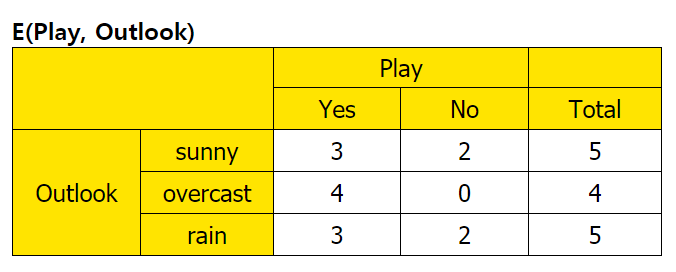 E(Play, Outlook)
Play
Yes No Total
Outlook sunny 3 2 5
overcast 4 0 4
rain 3 2 5